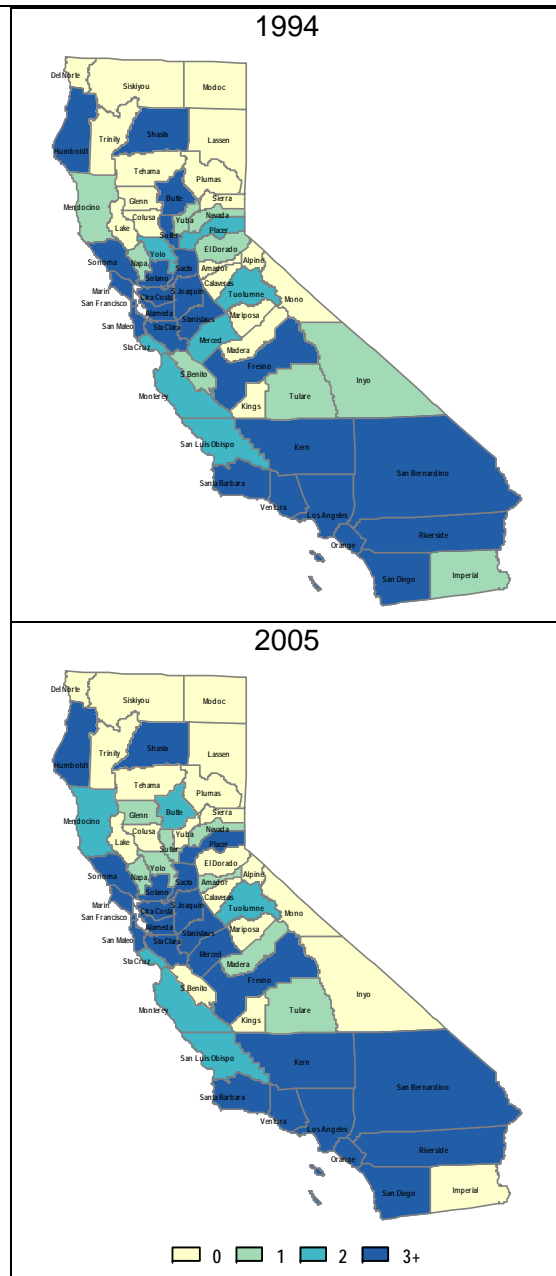 1994
Del Norte
Siskiyou
Modoc
Humboldt
Trinity
Shasta
Lassen
Tehama
Plumas
Mendocino
Glenn
Butte
Sierra
Colusa
Nevada
Lake
Yuba
Placer
Sutter
El Dorado
Sonoma
Napa
Yolo
Alpine
Sacto
Amador
Solano
Calaveras
Marin
Ctra Costa
S Joaquin
Tuolumne
Mono
San Francisco
Alameda
Stanislaus
Mariposa
San Mateo
Sta Clara
Merced
Sta Cruz
Madera
S.Benito
Fresno
Inyo
Monterey
Kings
Tulare
San Luis Obispo
Kern
San Bernardino
Santa Barbara
Ventura
Los Angeles
Orange
Riverside
San Diego
Imperial
2005
Del Norte
Siskiyou
Modoc
Humboldt
Trinity
Shasta
Lassen
Tehama
Plumas
Mendocino
Glenn
Butte
Sierra
Colusa
Nevada
Lake
Yuba
Placer
Sutter
El Dorado
Sonoma
Napa
Yolo
Alpine
Sacto
Amador
Solano
Calaveras
Marin
Ctra Costa
S Joaquin
Tuolumne
Mono
San Francisco
Alameda
Stanislaus
Mariposa
San Mateo
Sta Clara
Merced
Sta Cruz
Madera
S.Benito
Fresno
Inyo
Monterey
Kings
Tulare
San Luis Obispo
Kern
San Bernardino
Santa Barbara
Ventura
Los Angeles
Orange
Riverside
San Diego
Imperial
0 1 2 3+